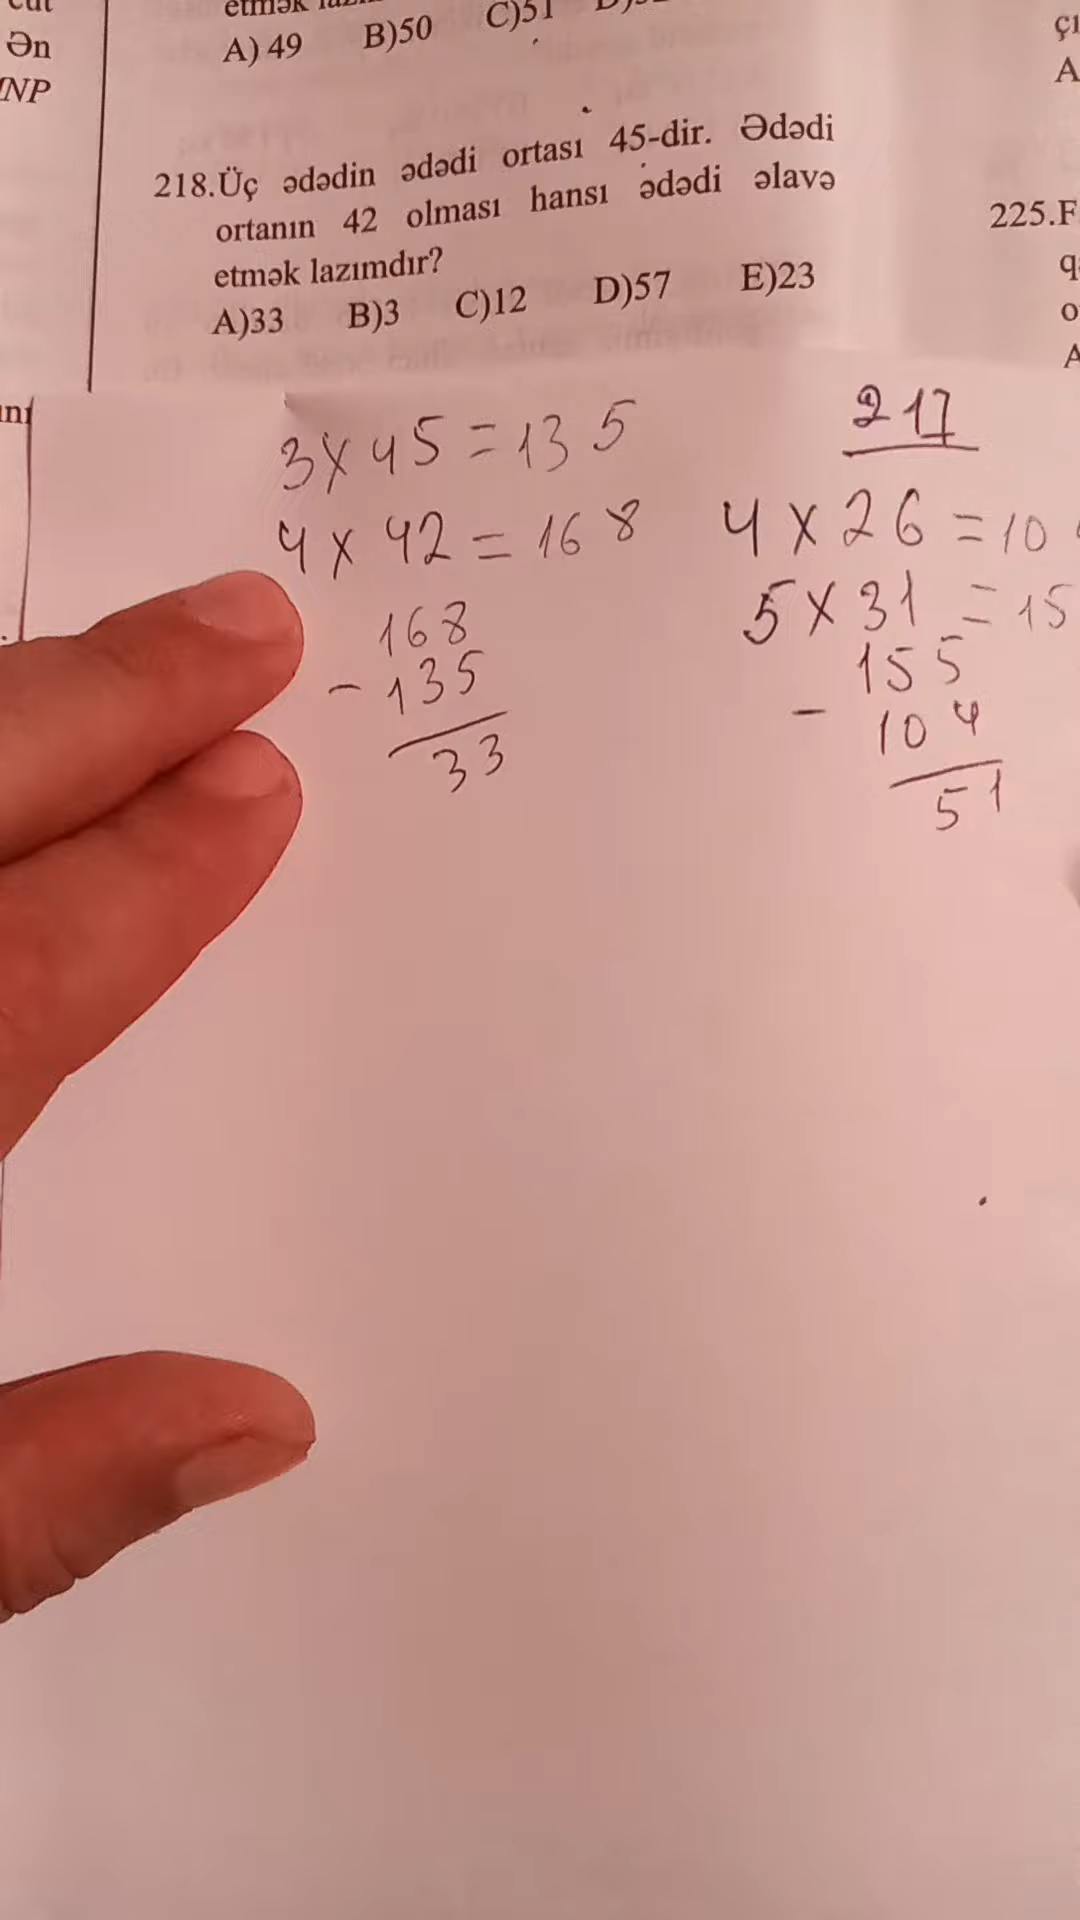 Ən
NP
A) 49 B)50 C)51
218.Üç ədədin ədədi ortası 45-dir. Ədədi
ortanın 42 olması hansı ədədi əlavə
etmək lazımdır?
A)33 B)3 C)12 D)57 E)23
çı
A
225.F
q
o
A
3x45=135
4x42=168
168
-135
33
217
4x26=10
5x31=15
155
-104
51